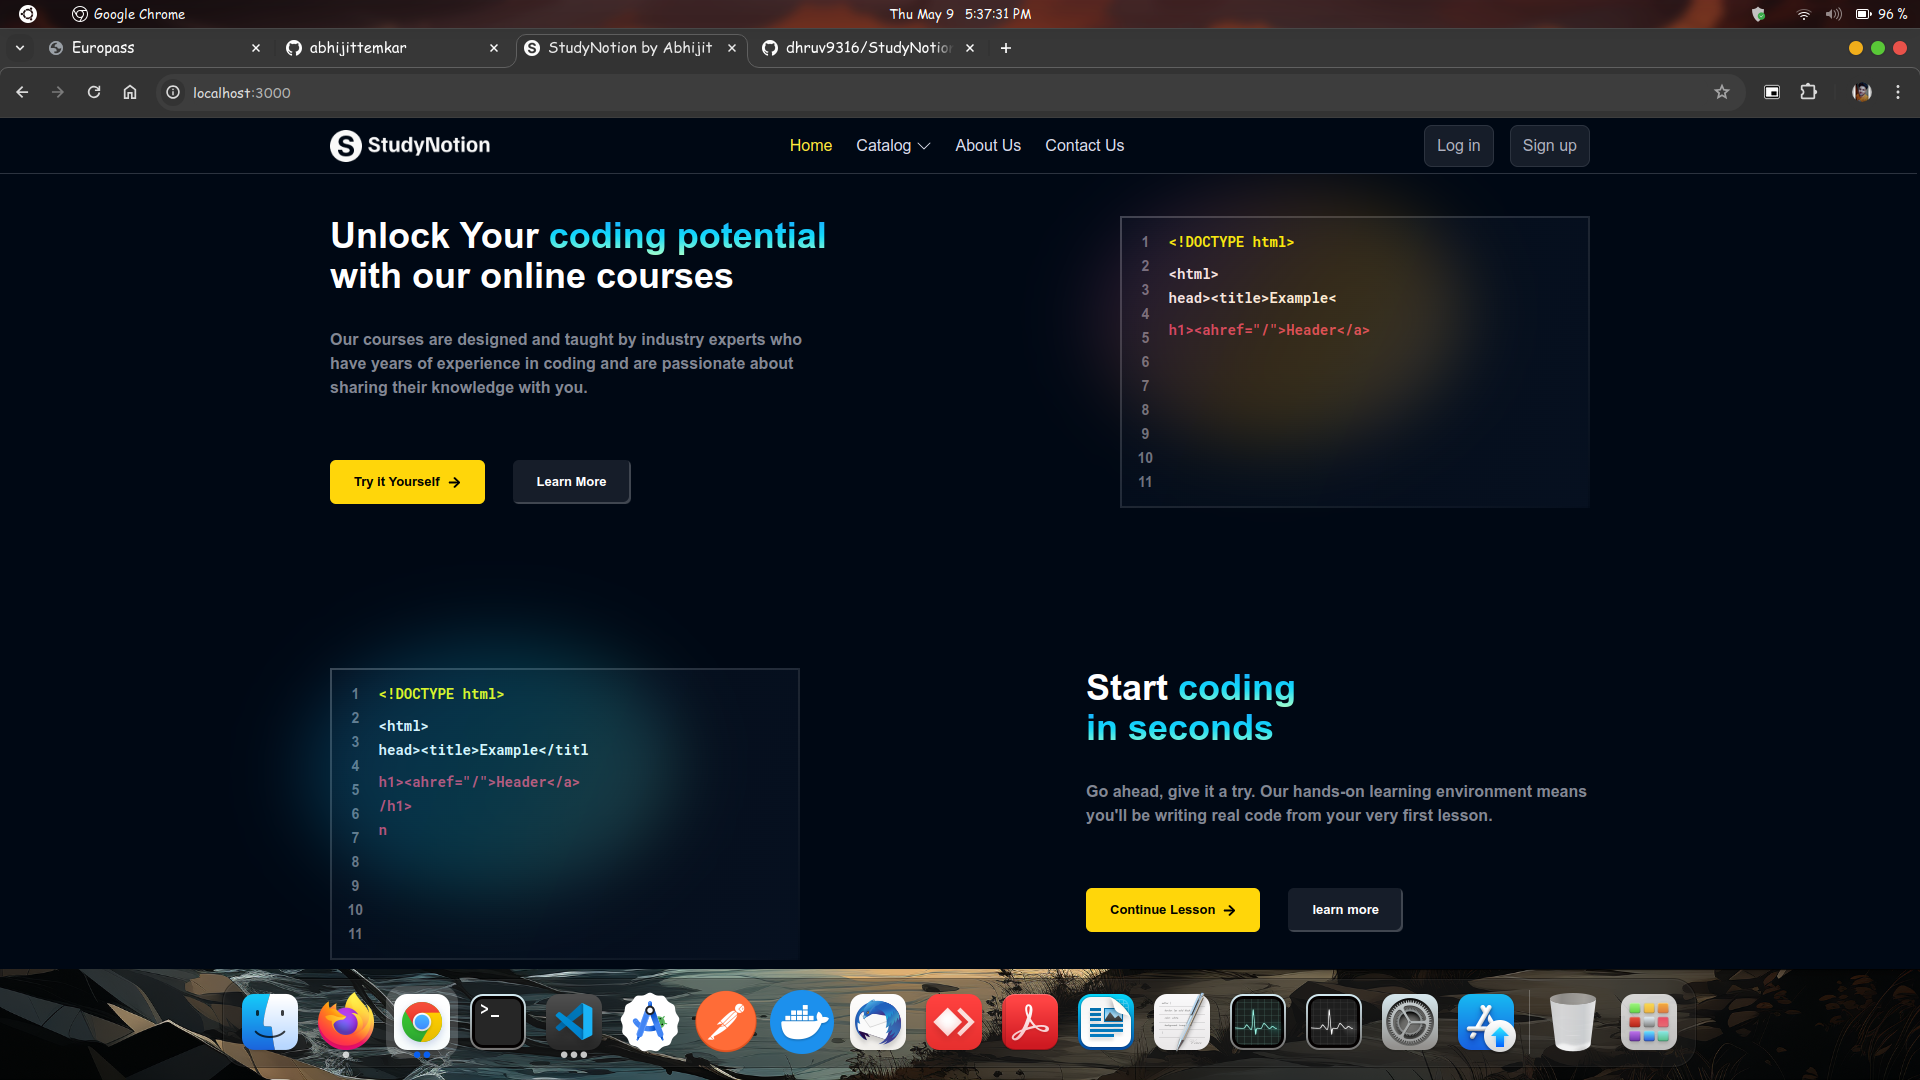 Google Chrome
Thu May 9 5:37:31 PM
96 %
Europass
abhijittemkar
StudyNotion by Abhijit
dhruv9316/StudyNotion
localhost:3000
S StudyNotion
Home
Catalog
About Us
Contact Us
Log in
Sign up
Unlock Your coding potential
with our online courses
Our courses are designed and taught by industry experts who
have years of experience in coding and are passionate about
sharing their knowledge with you.
Try it Yourself
Learn More
1
2
3
4
5
6
7
8
9
10
11
<!DOCTYPE html>
<html>
head><title>Example<
h1><ahref="/">Header</a>
1
2
3
4
5
6
7
8
9
10
11
<!DOCTYPE html>
<html>
head><title>Example</titl
h1><ahref="/">Header</a>
/h1>
n
Start coding
in seconds
Go ahead, give it a try. Our hands-on learning environment means
you'll be writing real code from your very first lesson.
Continue Lesson
learn more
>_